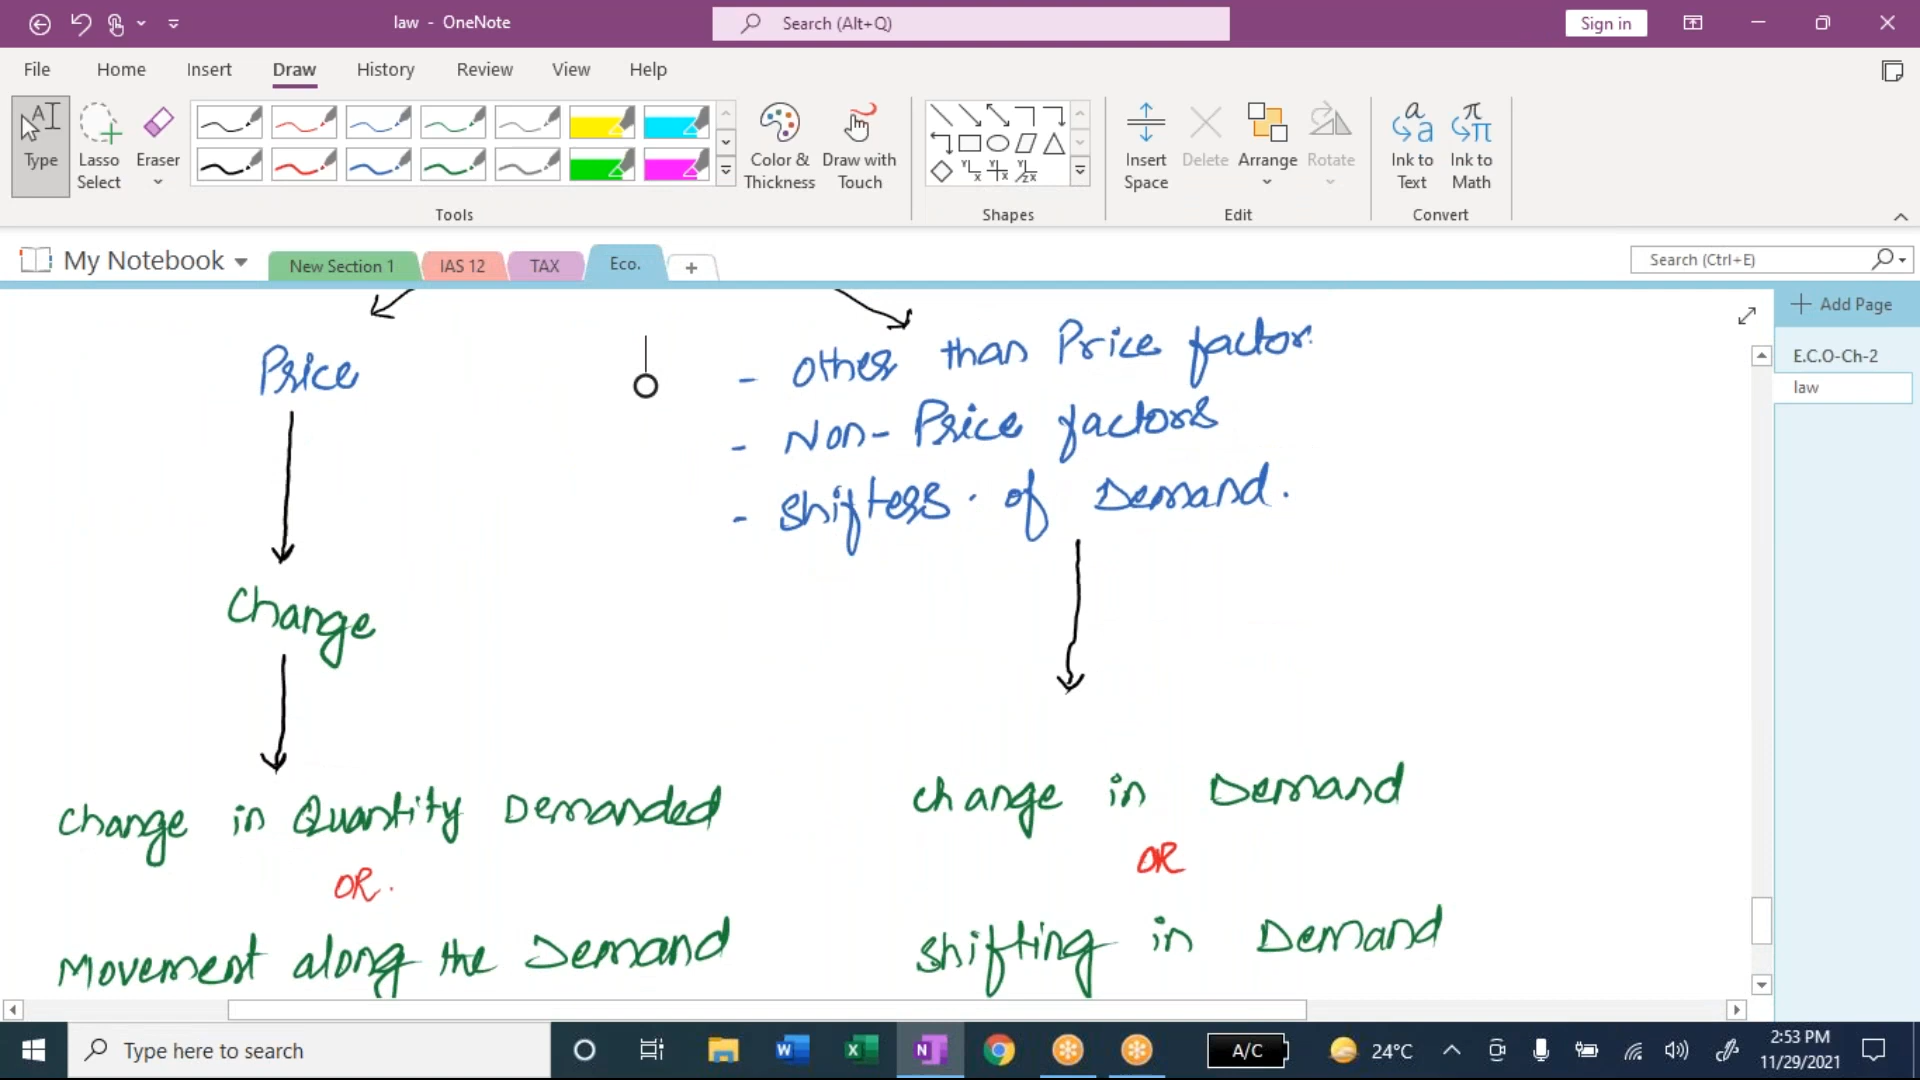 law - OneNote
Search (Alt+Q)
Sign in
File Home Insert Draw History Review View Help
Type
Lasso Select
Eraser
Color & Thickness
Draw with Touch
Insert Space
Delete
Arrange
Rotate
Ink to Text
Ink to Math
Tools
Shapes
Edit
Convert
My Notebook
New Section 1
IAS 12
TAX
Eco.
+
Search (Ctrl+E)
Add Page
E.C.O-Ch-2
law
Price
- other than Price factor.
- Non-Price factors
- Shifters of Demand.
Change
Change in Quantity Demanded
change in Demand
OR.
OR
Movement along the Demand
Shifting in Demand
Type here to search
A/C
24°C
2:53 PM
11/29/2021